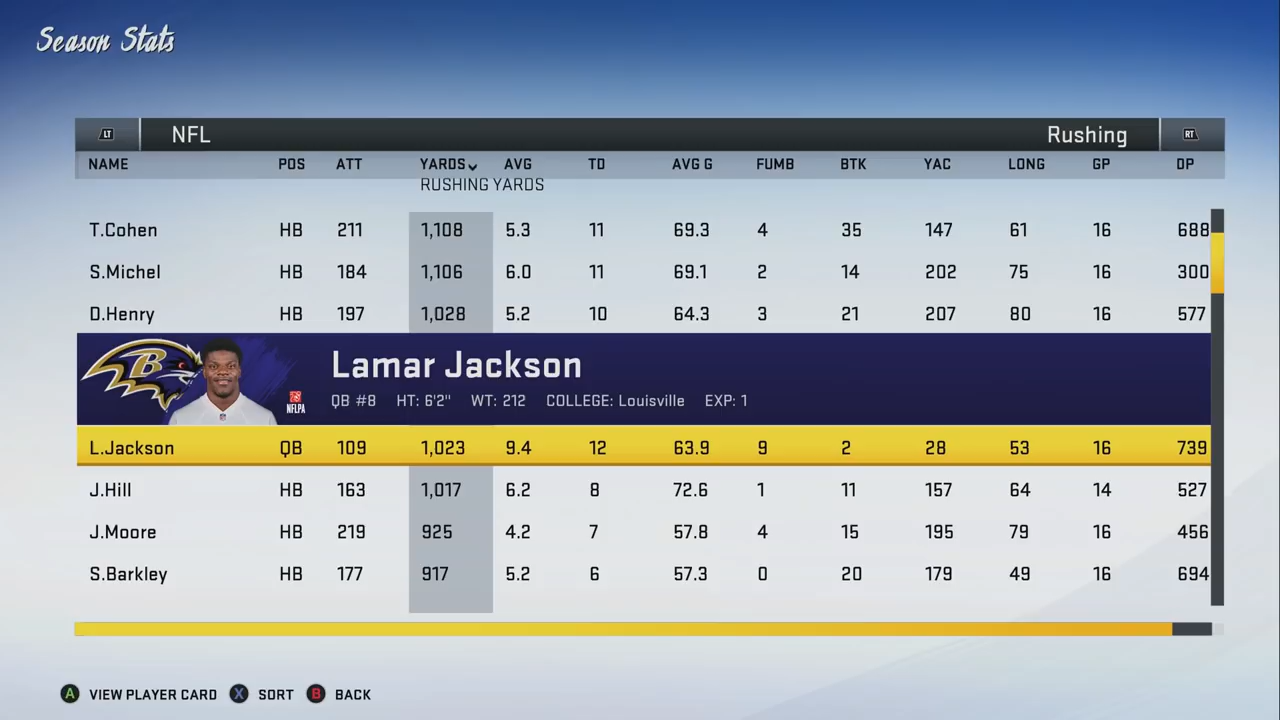 Season Stats
LT NFL Rushing RT
NAME POS ATT YARDS AVG TD AVG G FUMB BTK YAC LONG GP DP
RUSHING YARDS
T.Cohen HB 211 1,108 5.3 11 69.3 4 35 147 61 16 688
S.Michel HB 184 1,106 6.0 11 69.1 2 14 202 75 16 300
D.Henry HB 197 1,028 5.2 10 64.3 3 21 207 80 16 577
B NFLPA Lamar Jackson
QB #8 HT: 6'2" WT: 212 COLLEGE: Louisville EXP: 1
L.Jackson QB 109 1,023 9.4 12 63.9 9 2 28 53 16 739
J.Hill HB 163 1,017 6.2 8 72.6 1 11 157 64 14 527
J.Moore HB 219 925 4.2 7 57.8 4 15 195 79 16 456
S.Barkley HB 177 917 5.2 6 57.3 0 20 179 49 16 694
A VIEW PLAYER CARD X SORT B BACK